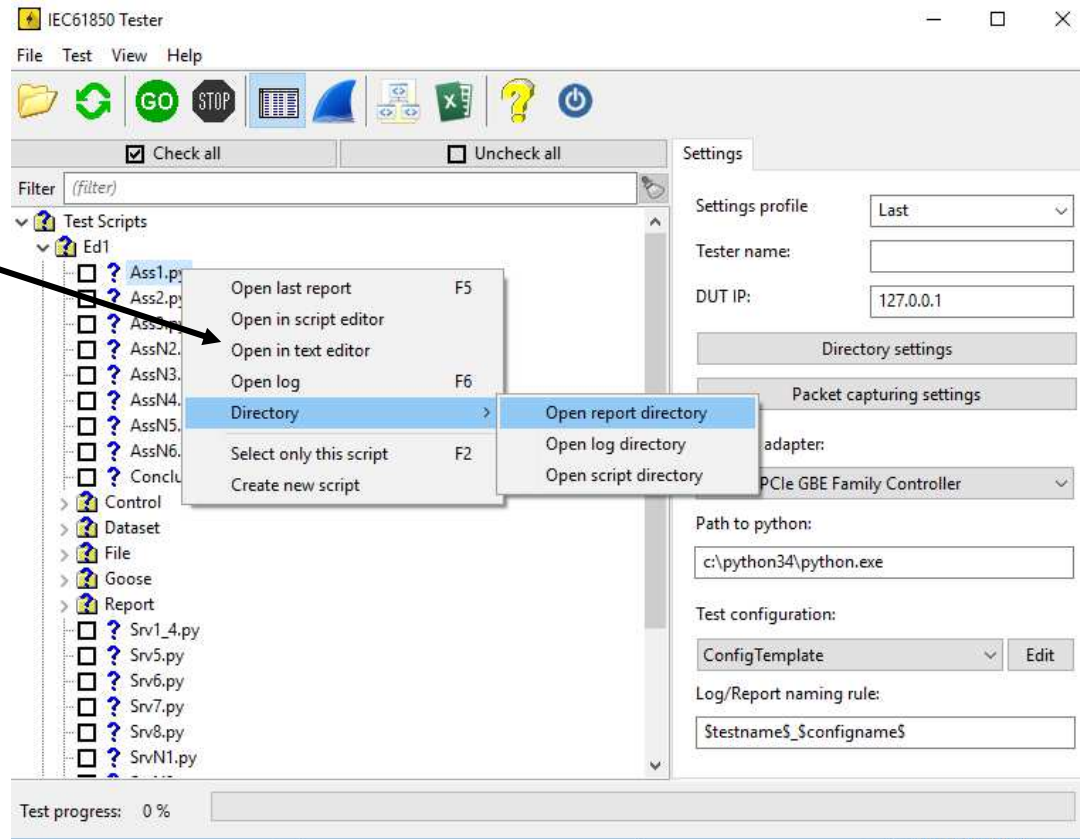 IEC61850 Tester
File Test View Help
GO STOP
Check all Uncheck all
Filter (filter)
Test Scripts
Ed1
Ass1.py
Ass2.py
Ass3.py
AssN2.
AssN3.
AssN4.
AssN5.
AssN6.
Conclu
Control
Dataset
File
Goose
Report
Srv1_4.py
Srv5.py
Srv6.py
Srv7.py
Srv8.py
SrvN1.py
Open last report F5
Open in script editor
Open in text editor
Open log F6
Directory >
Select only this script F2
Create new script
Open report directory
Open log directory
Open script directory
Settings
Settings profile Last
Tester name:
DUT IP: 127.0.0.1
Directory settings
Packet capturing settings
adapter:
PCIe GBE Family Controller
Path to python:
c:\python34\python.exe
Test configuration:
ConfigTemplate Edit
Log/Report naming rule:
$testname$_$configname$
Test progress: 0 %